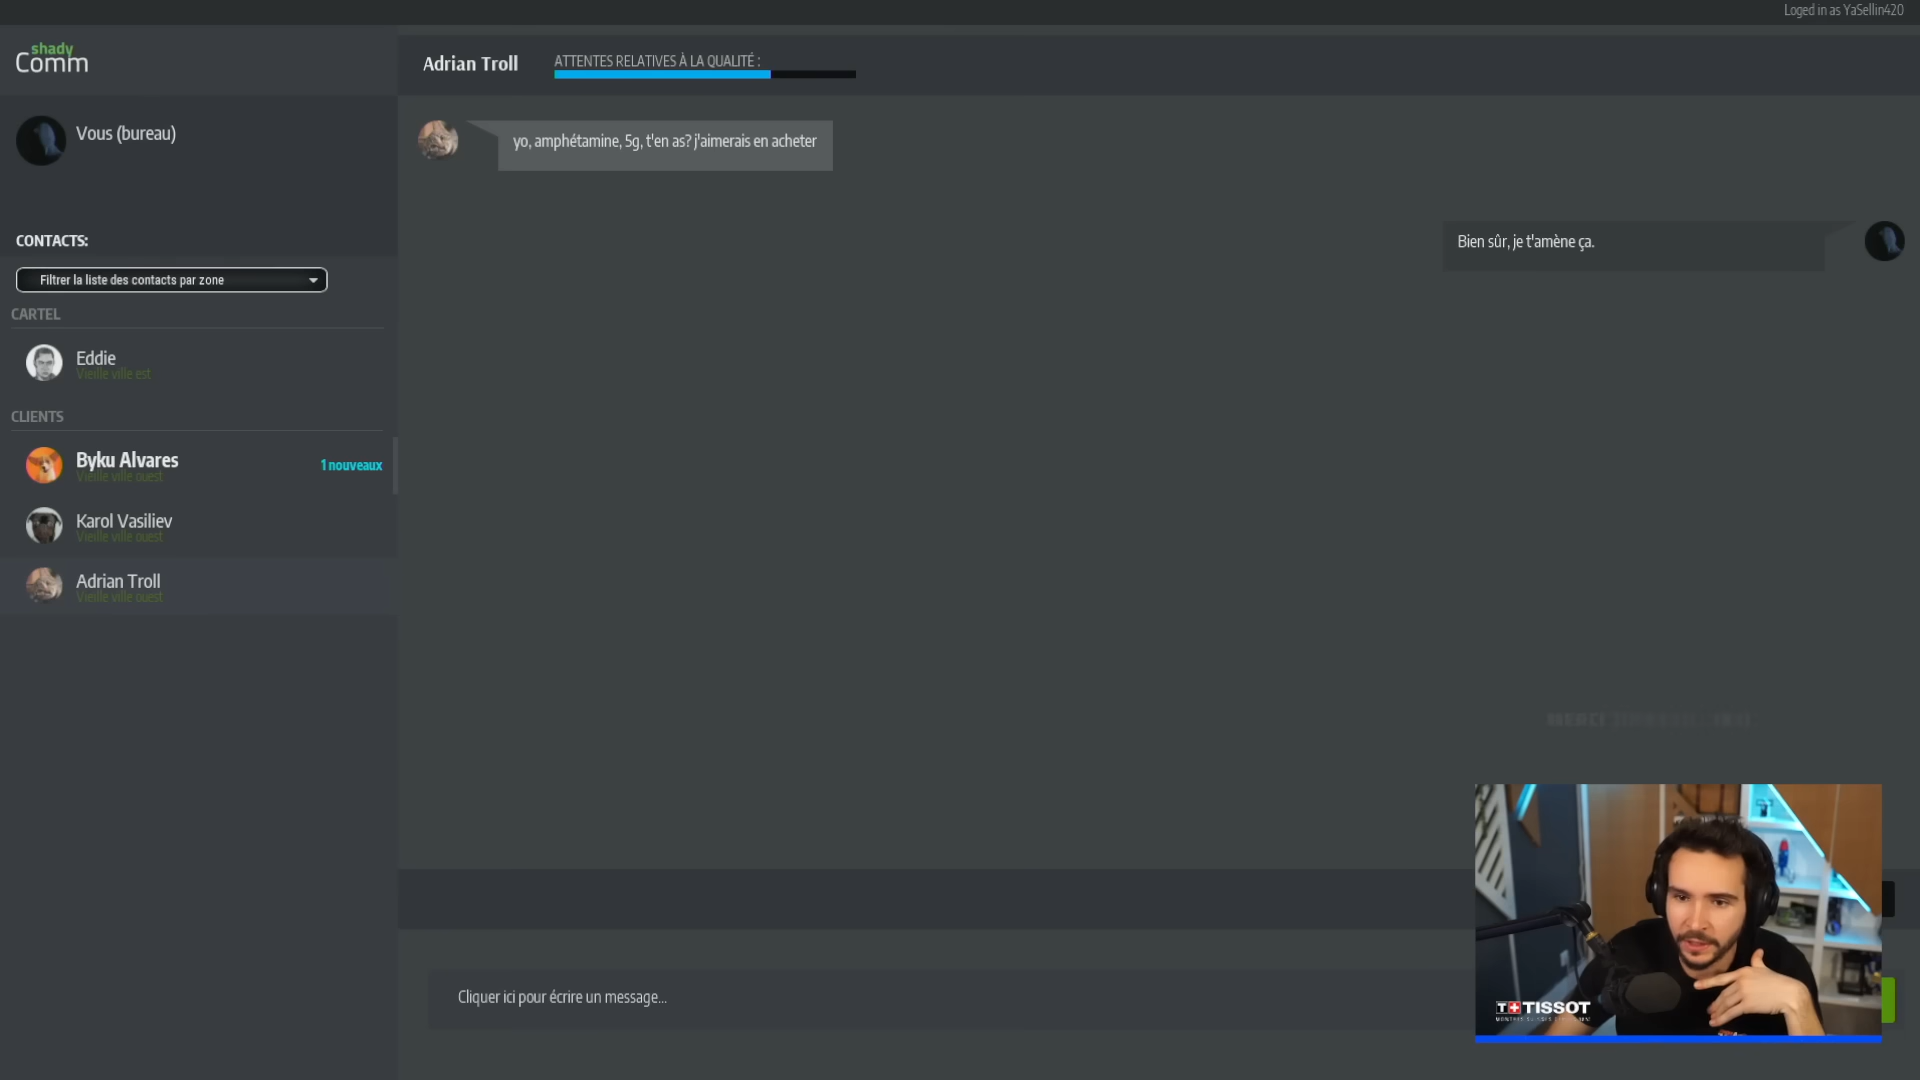 Loged in as YaSellin420
shady
Comm
Adrian Troll
ATTENTES RELATIVES À LA QUALITÉ :
Vous (bureau)
yo, amphétamine, 5g, t'en as? j'aimerais en acheter
Bien sûr, je t'amène ça.
CONTACTS:
Filtrer la liste des contacts par zone
CARTEL
Eddie
Vieille ville est
CLIENTS
Byku Alvares
Vieille ville ouest
1 nouveaux
Karol Vasiliev
Vieille ville ouest
Adrian Troll
Vieille ville ouest
MERCI
Cliquer ici pour écrire un message...
T+TISSOT